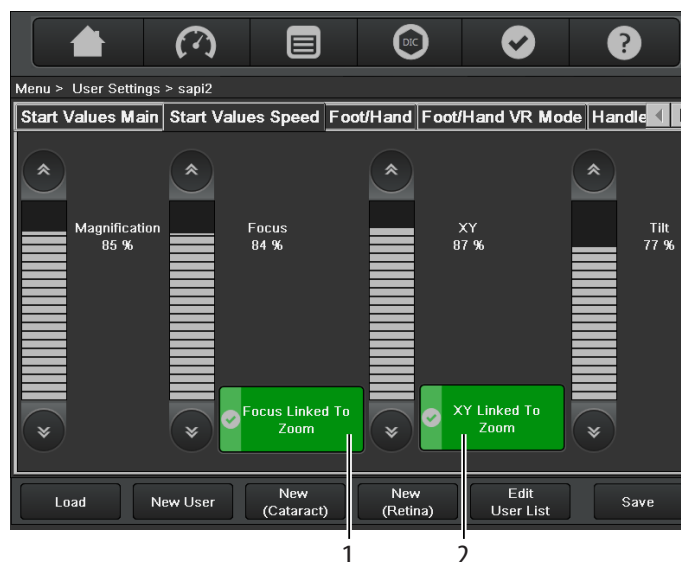 DIC
?
Menu > User Settings > sapi2
Start Values Main Start Values Speed Foot/Hand Foot/Hand VR Mode Handle
Magnification
85 %
Focus
84 %
XY
87 %
Tilt
77 %
Focus Linked To
Zoom
XY Linked To
Zoom
Load
New User
New
(Cataract)
New
(Retina)
Edit
User List
Save
1
2